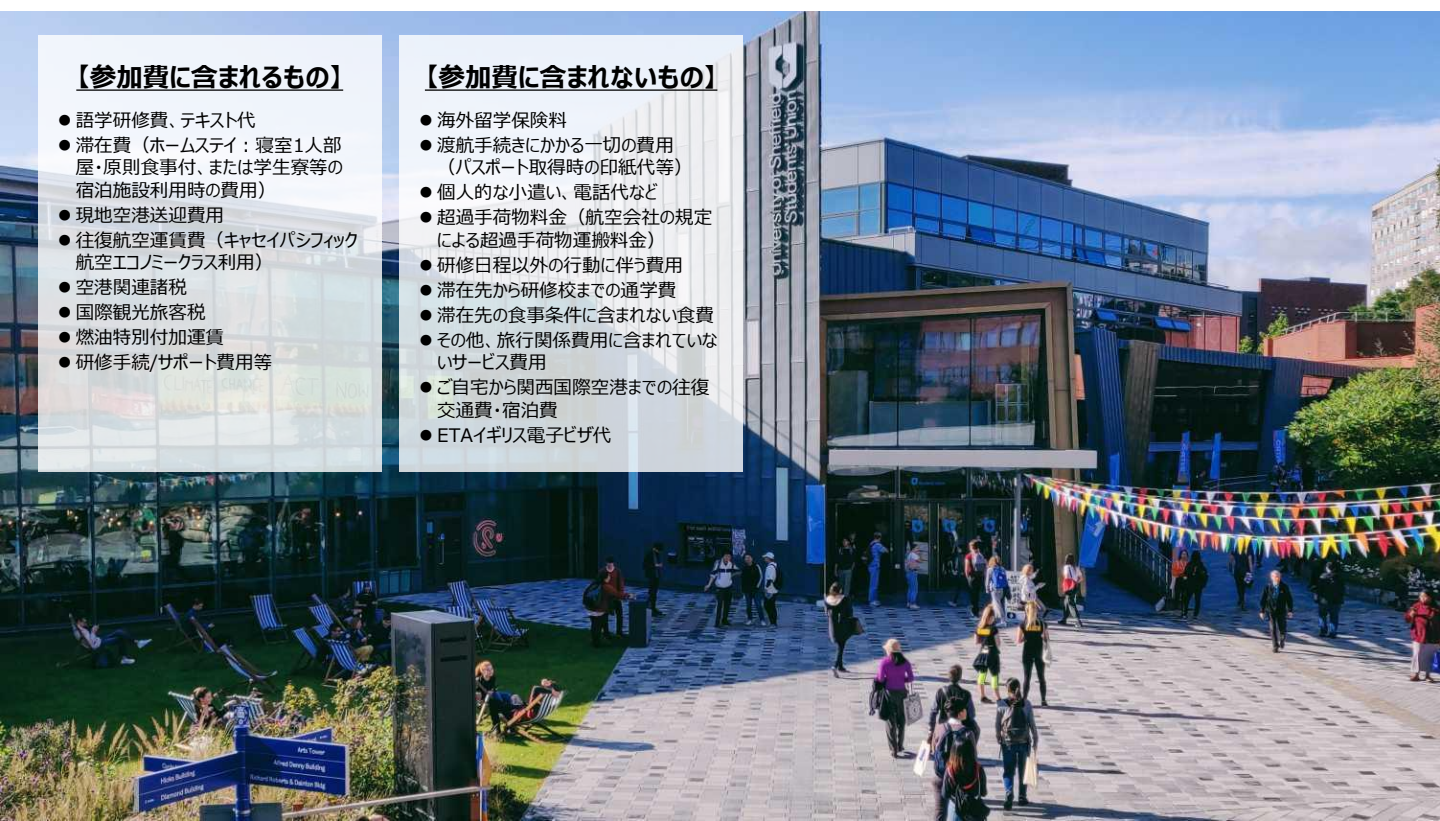 【参加費に含まれるもの】
● 語学研修費、テキスト代
● 滞在費（ホームステイ：寝室1人部
屋・原則食事付、または学生寮等の
宿泊施設利用時の費用）
● 現地空港送迎費用
● 往復航空運賃費（キャセイパシフィック
航空エコノミークラス利用）
● 空港関連諸税
● 国際観光旅客税
● 燃油特別付加運賃
● 研修手続/サポート費用等
【参加費に含まれないもの】
● 海外留学保険料
● 渡航手続きにかかる一切の費用
（パスポート取得時の印紙代等）
● 個人的な小遣い、電話代など
● 超過手荷物料金（航空会社の規定
による超過手荷物運搬料金）
● 研修日程以外の行動に伴う費用
● 滞在先から研修校までの通学費
● 滞在先の食事条件に含まれない食費
● その他、旅行関係費用に含まれていな
いサービス費用
● ご自宅から関西国際空港までの往復
交通費・宿泊費
● ETAイギリス電子ビザ代
University of Sheffield
Students' Union
CLIMATE CHANGE ACT NOW
Arts Tower
Alfred Denny Building
Hicks Building
Richard Roberts & Dainton Bldg
Diamond Building